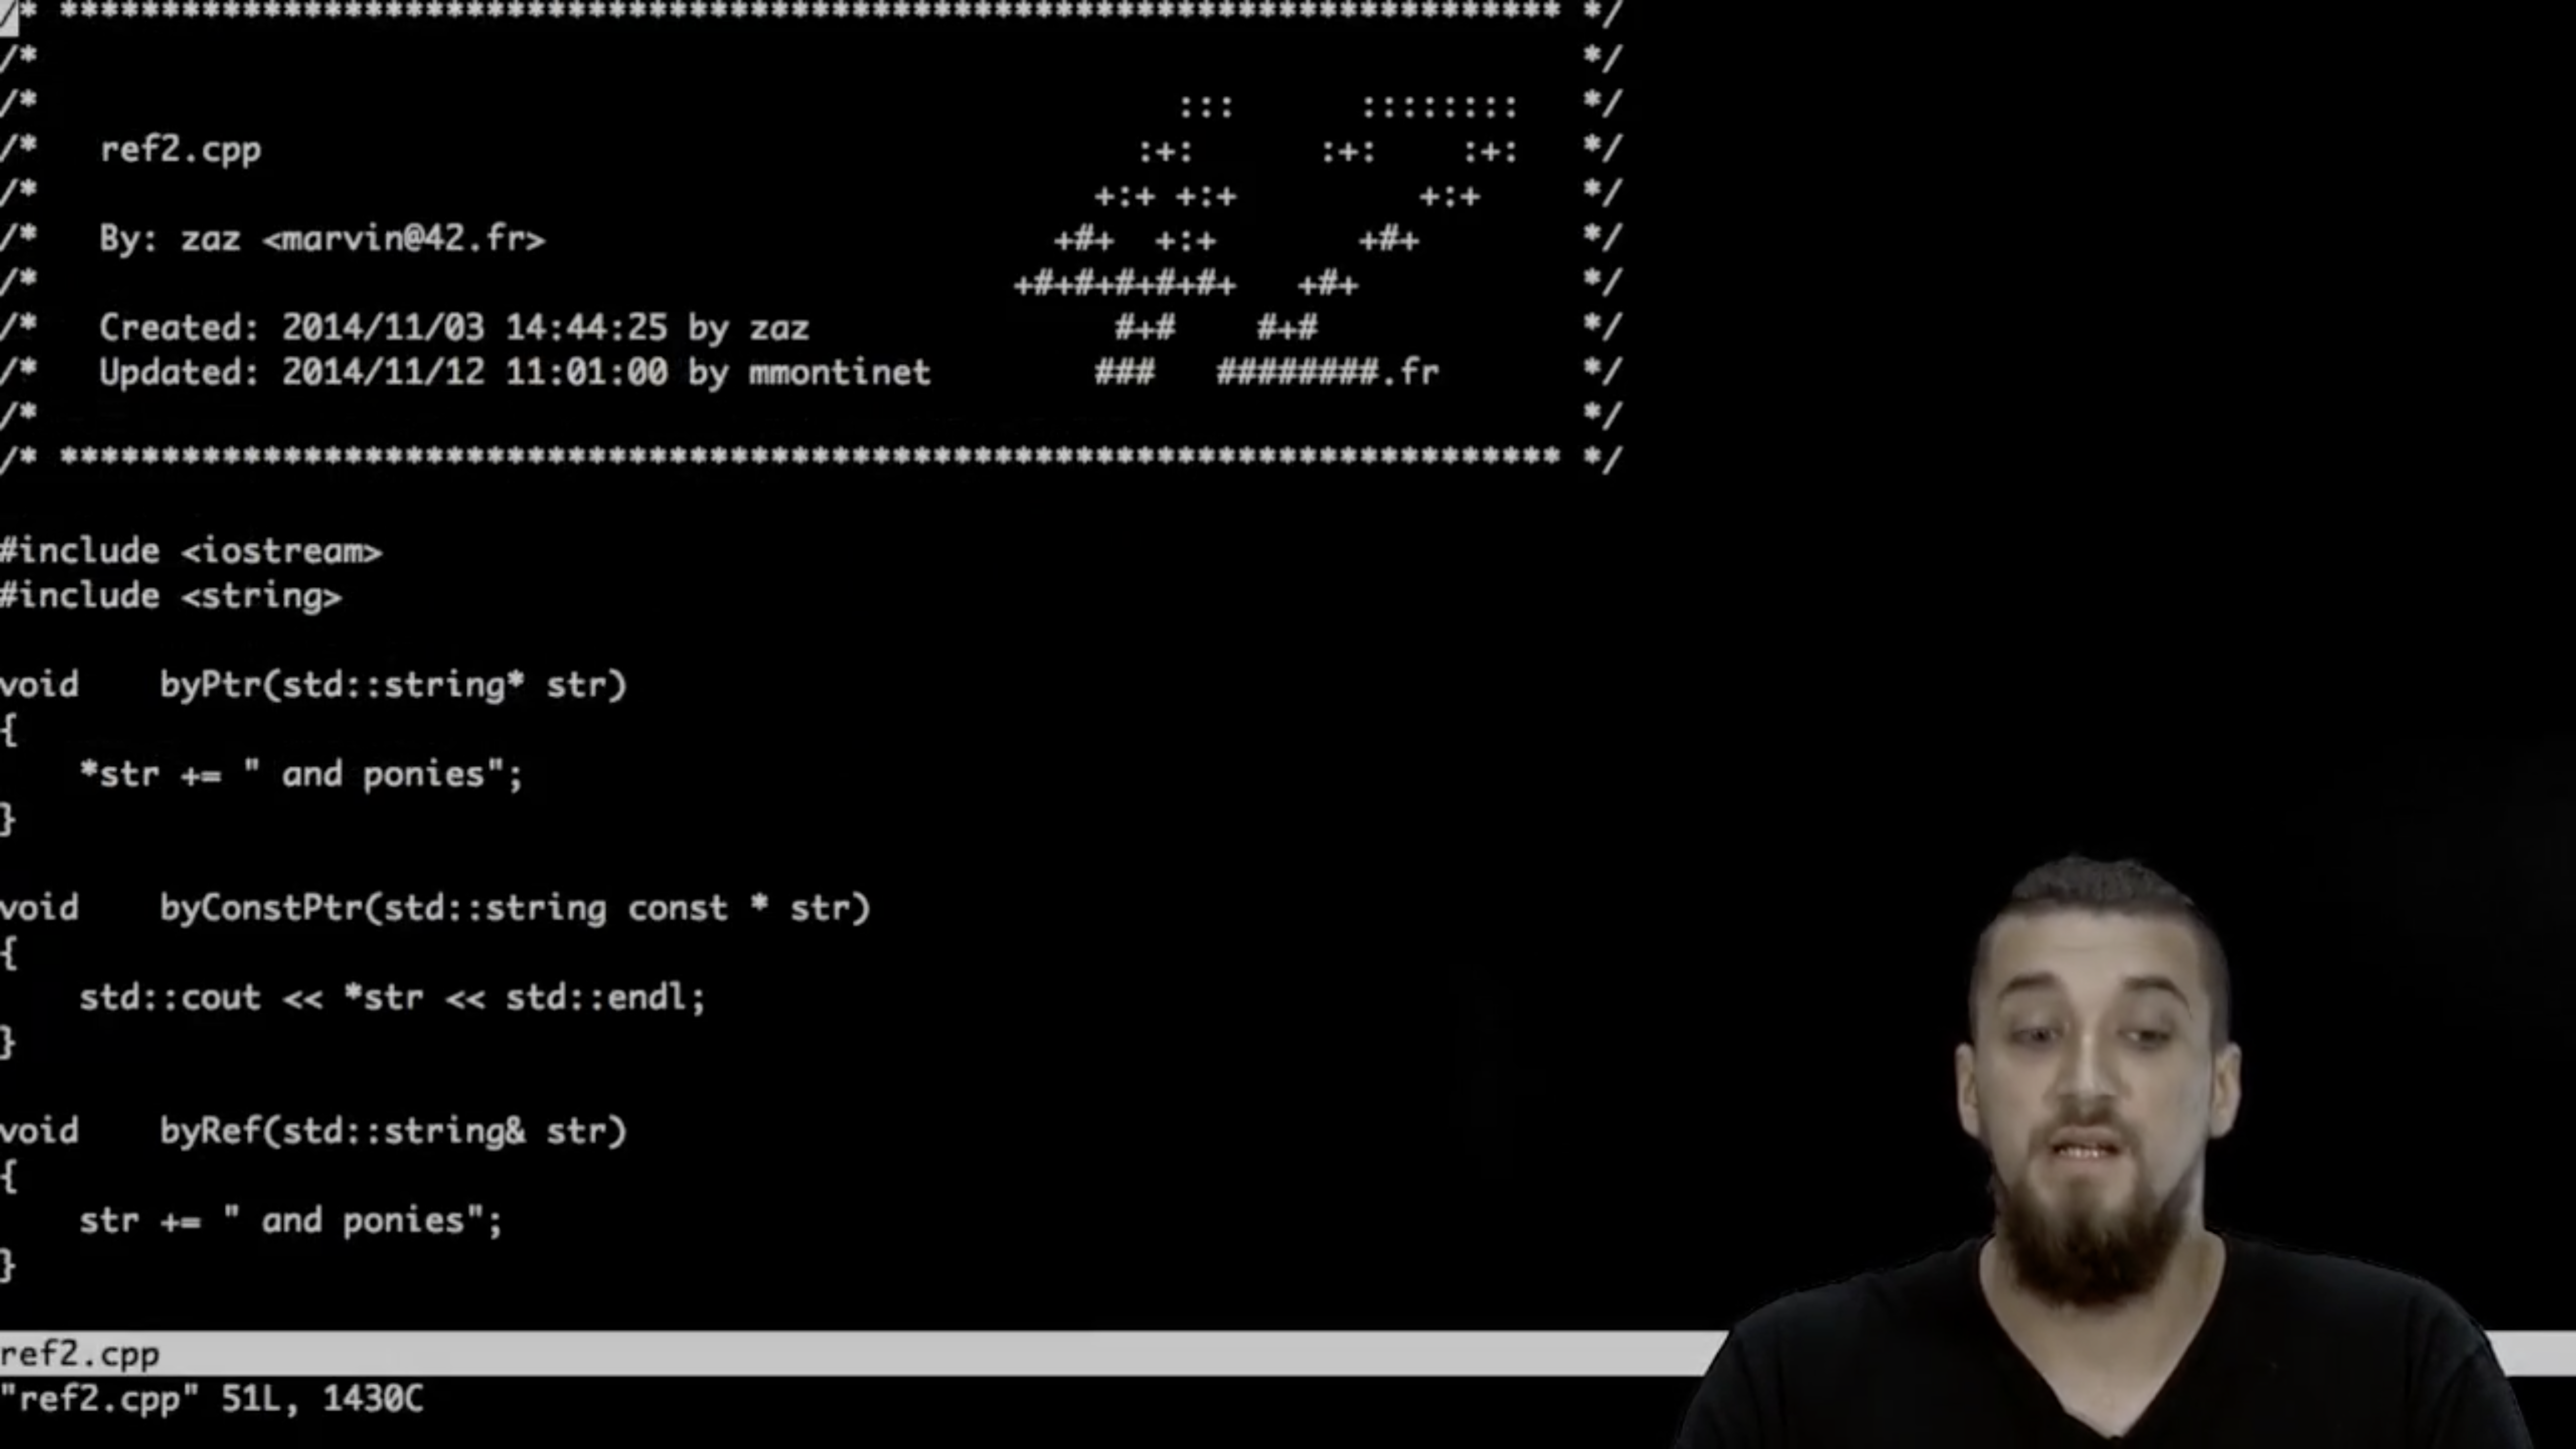 /* ************************************************************************** */
/*                                                                            */
/*                                                        :::      ::::::::   */
/*   ref2.cpp                                           :+:      :+:    :+:   */
/*                                                    +:+ +:+         +:+     */
/*   By: zaz <marvin@42.fr>                         +#+  +:+       +#+        */
/*                                                +#+#+#+#+#+   +#+           */
/*   Created: 2014/11/03 14:44:25 by zaz               #+#    #+#             */
/*   Updated: 2014/11/12 11:01:00 by mmontinet        ###   ########.fr       */
/*                                                                            */
/* ************************************************************************** */
#include <iostream>
#include <string>
void    byPtr(std::string* str)
{
    *str += " and ponies";
}
void    byConstPtr(std::string const * str)
{
    std::cout << *str << std::endl;
}
void    byRef(std::string& str)
{
    str += " and ponies";
}
ref2.cpp
"ref2.cpp" 51L, 1430C